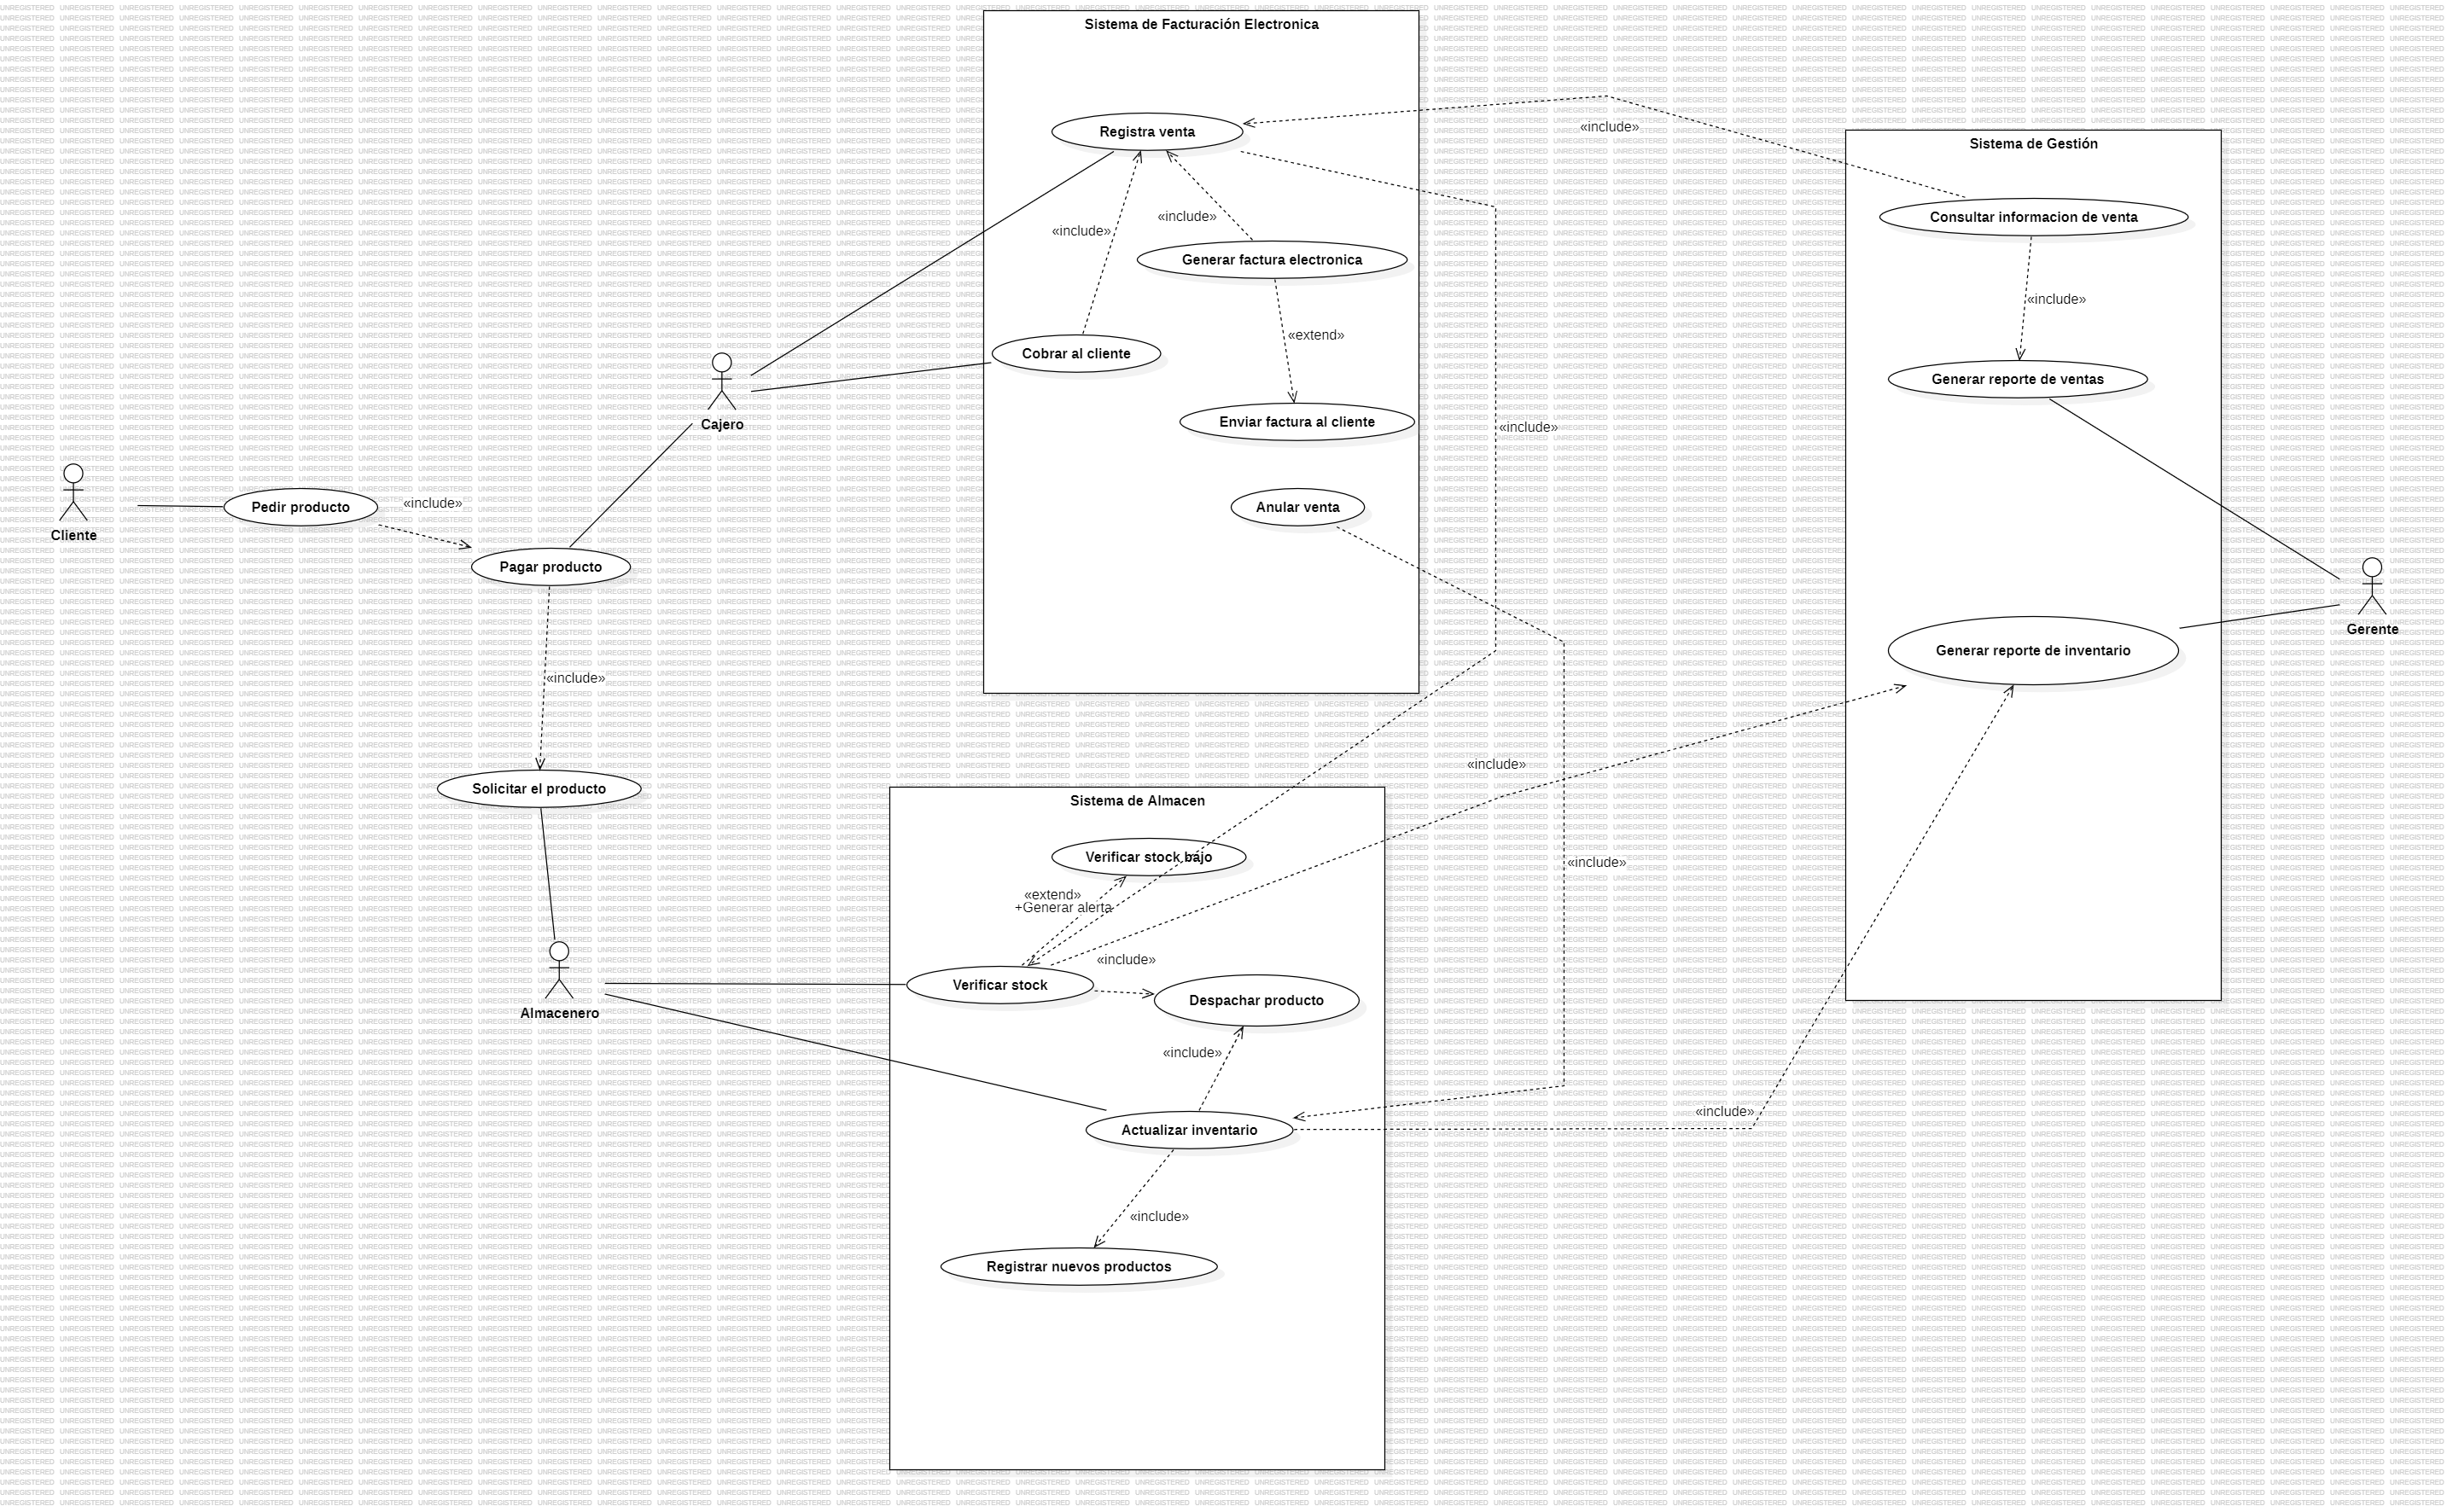 Sistema de Facturación Electronica
Registra venta
«include»
Sistema de Gestión
«include»
«include»
Consultar informacion de venta
Generar factura electronica
«include»
«extend»
Cobrar al cliente
Generar reporte de ventas
Cajero
Enviar factura al cliente
«include»
Cliente
Pedir producto
«include»
Anular venta
Pagar producto
Gerente
Generar reporte de inventario
«include»
«include»
Solicitar el producto
Sistema de Almacen
Verificar stock bajo
«include»
«extend»
+Generar alerta
«include»
Verificar stock
Despachar producto
Almacenero
«include»
«include»
Actualizar inventario
«include»
Registrar nuevos productos
UNREGISTERED